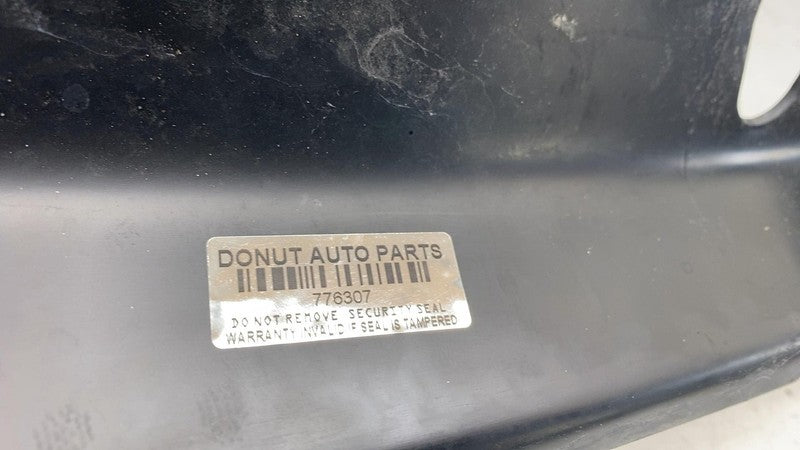 DONUT AUTO PARTS
776307
DO NOT REMOVE SECURITY SEAL
WARRANTY INVALID IF SEAL IS TAMPERED